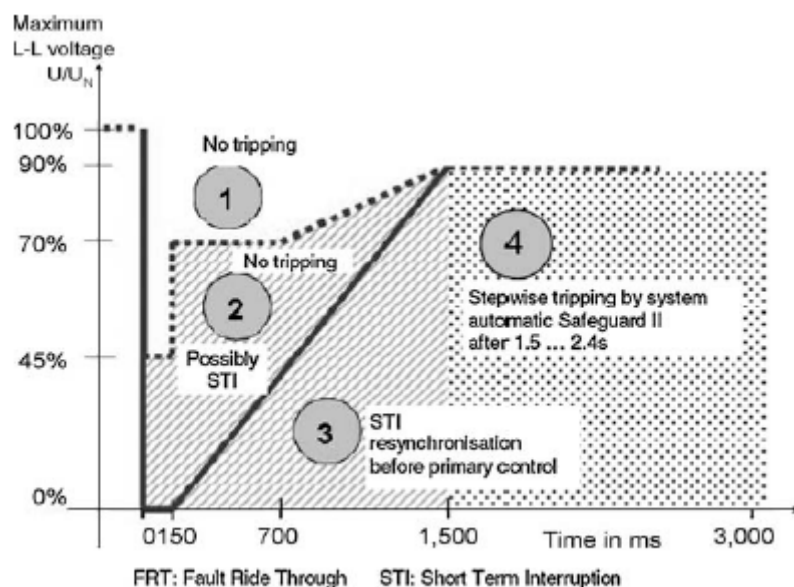 Maximum
L-L voltage
U/U_N
100%
90%
70%
45%
0%
No tripping
1
No tripping
2
Possibly
STI
3
STI
resynchronisation
before primary control
4
Stepwise tripping by system
automatic Safeguard II
after 1.5 ... 2.4s
0 150 700 1,500 Time in ms 3,000
FRT: Fault Ride Through STI: Short Term Interruption